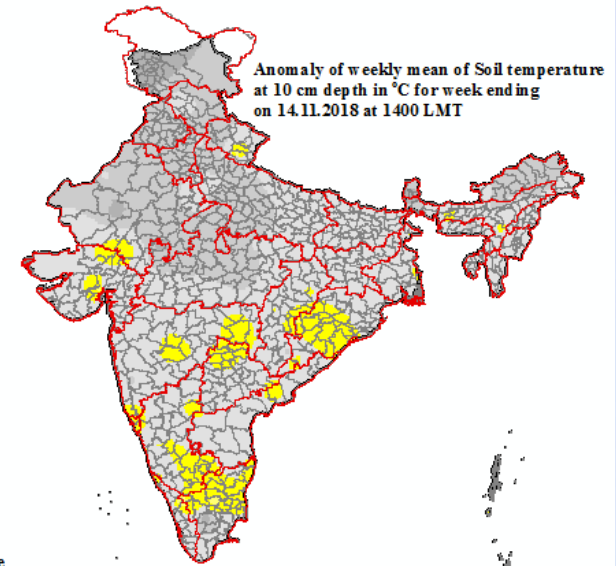 Anomaly of weekly mean of Soil temperature
at 10 cm depth in °C for week ending
on 14.11.2018 at 1400 LMT
e